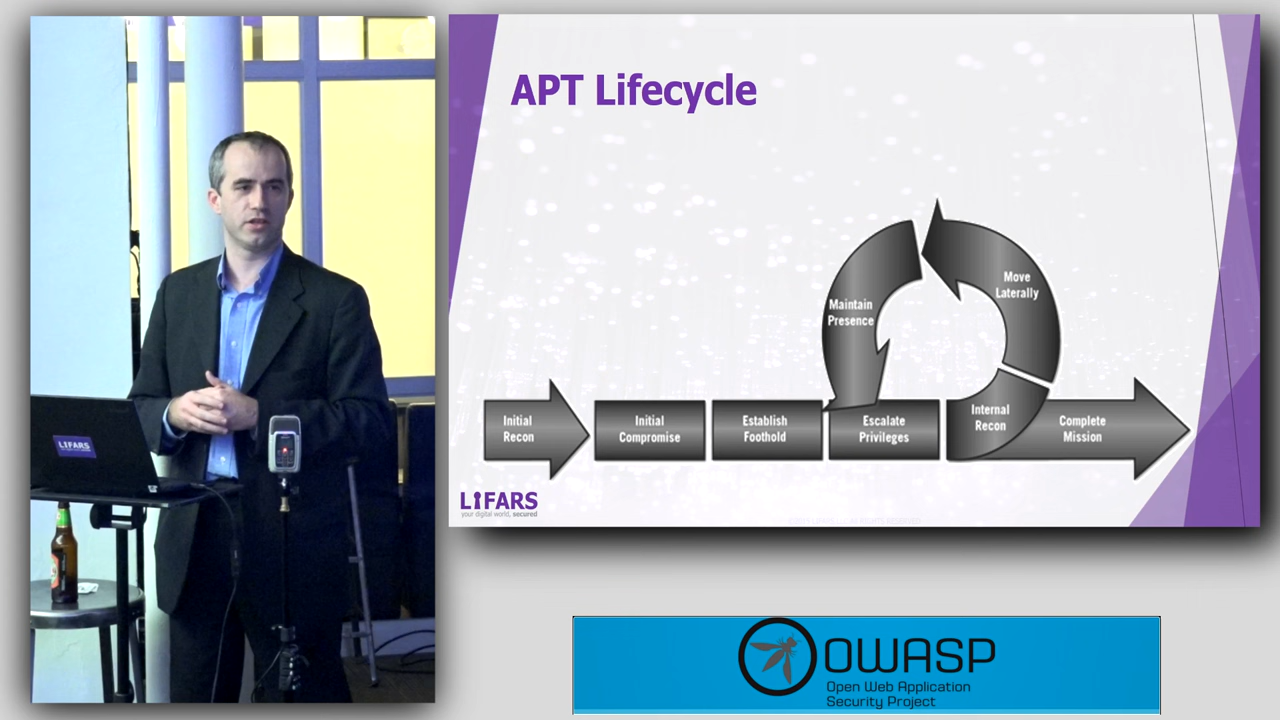 APT Lifecycle
Maintain
Presence
Move
Laterally
Initial
Recon
Initial
Compromise
Establish
Foothold
Escalate
Privileges
Internal
Recon
Complete
Mission
LIFARS
your digital world, secured
LIFARS
OWASP
Open Web Application
Security Project